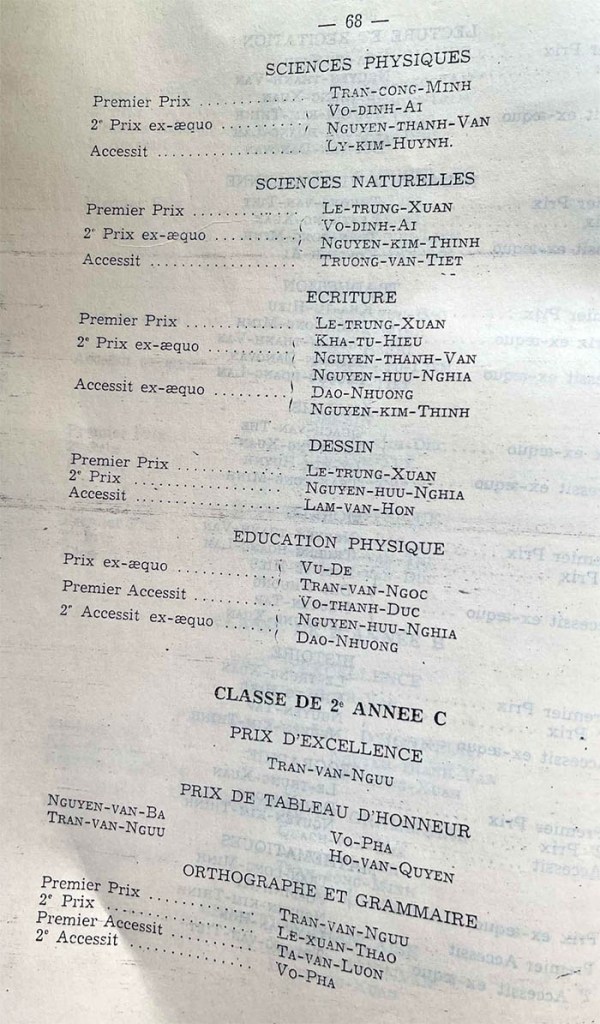 — 68 —
SCIENCES PHYSIQUES
Premier Prix .............. TRAN-CONG-MINH
2e Prix ex-æquo .......... VO-DINH-AI
NGUYEN-THANH-VAN
Accessit .................. LY-KIM-HUYNH.
SCIENCES NATURELLES
Premier Prix .............. LE-TRUNG-XUAN
2e Prix ex-æquo .......... ( VO-DINH-AI
( NGUYEN-KIM-THINH
Accessit .................. TRUONG-VAN-TIET
ECRITURE
Premier Prix .............. LE-TRUNG-XUAN
2e Prix ex-æquo .......... ( KHA-TU-HIEU
( NGUYEN-THANH-VAN
NGUYEN-HUU-NGHIA
Accessit ex-æquo .......... ( DAO-NHUONG
( NGUYEN-KIM-THINH
DESSIN
Premier Prix .............. LE-TRUNG-XUAN
2e Prix .................. NGUYEN-HUU-NGHIA
Accessit .................. LAM-VAN-HON
EDUCATION PHYSIQUE
Prix ex-æquo .............. ( VU-DE
( TRAN-VAN-NGOC
Premier Accessit .......... VO-THANH-DUC
2e Accessit ex-æquo ...... ( NGUYEN-HUU-NGHIA
( DAO-NHUONG
CLASSE DE 2e ANNEE C
PRIX D'EXCELLENCE
TRAN-VAN-NGUU
PRIX DE TABLEAU D'HONNEUR
NGUYEN-VAN-BA VO-PHA
TRAN-VAN-NGUU HO-VAN-QUYEN
ORTHOGRAPHE ET GRAMMAIRE
Premier Prix .............. TRAN-VAN-NGUU
2e Prix .................. LE-XUAN-THAO
Premier Accessit .......... TA-VAN-LUON
2e Accessit .............. VO-PHA